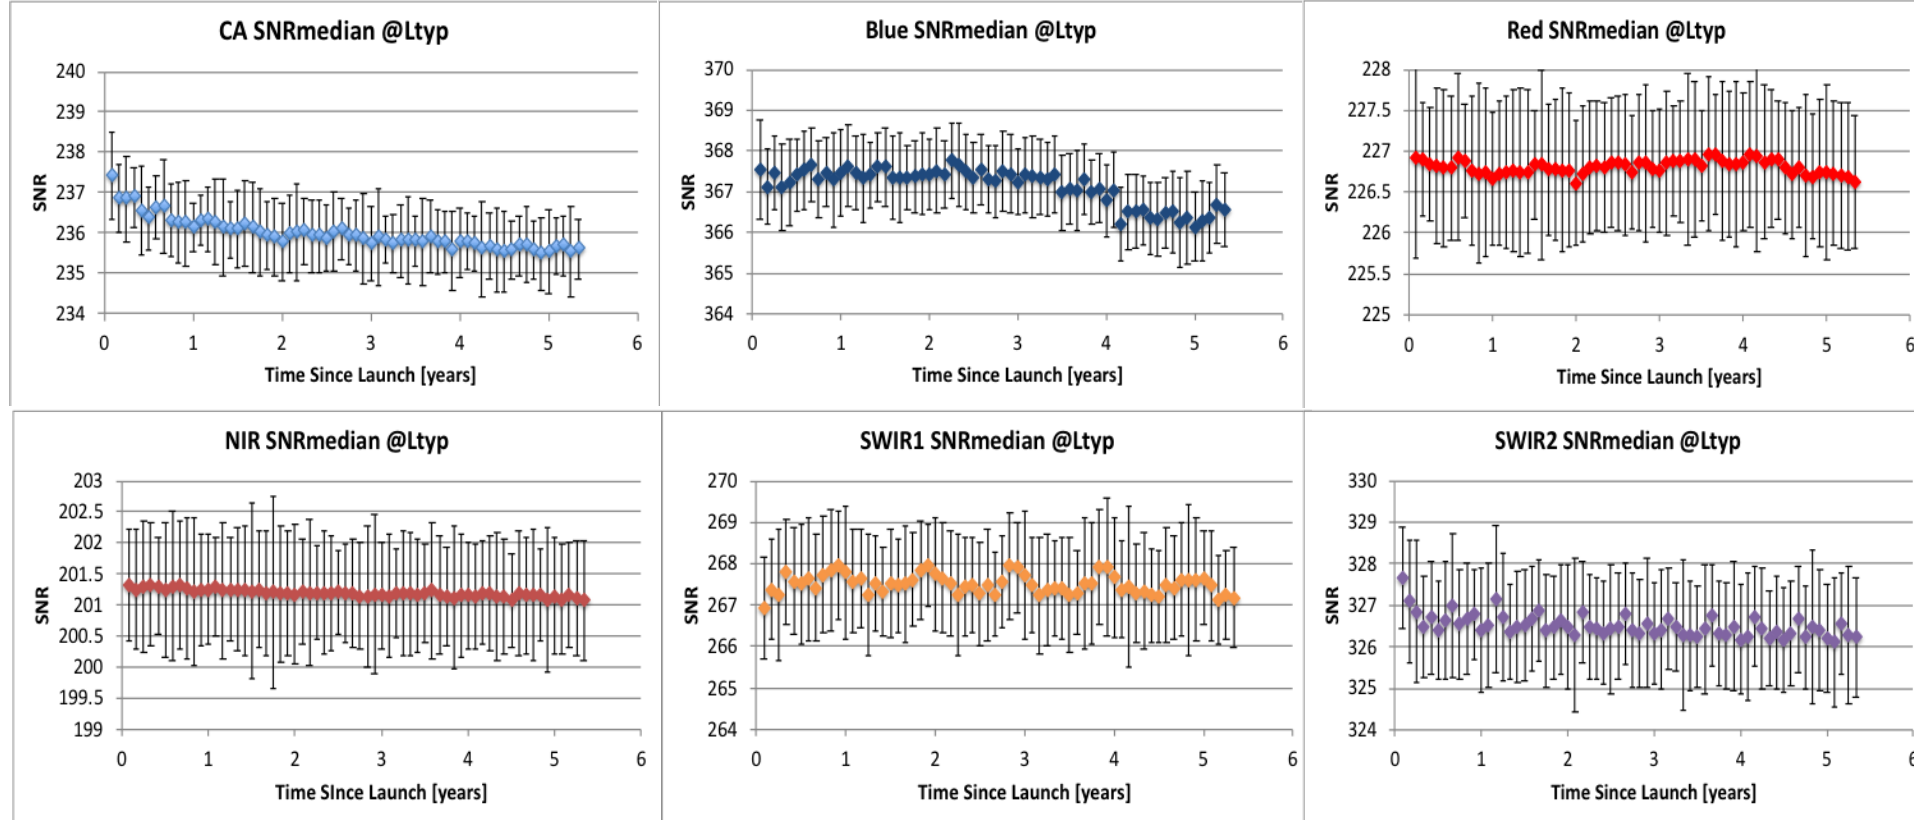 CA SNRmedian @Ltyp
SNR
240
239
238
237
236
235
234
0 1 2 3 4 5 6
Time Since Launch [years]
Blue SNRmedian @Ltyp
SNR
370
369
368
367
366
365
364
0 1 2 3 4 5 6
Time Since Launch [years]
Red SNRmedian @Ltyp
SNR
228
227.5
227
226.5
226
225.5
225
0 1 2 3 4 5 6
Time Since Launch [years]
NIR SNRmedian @Ltyp
SNR
203
202.5
202
201.5
201
200.5
200
199.5
199
0 1 2 3 4 5 6
Time SInce Launch [years]
SWIR1 SNRmedian @Ltyp
SNR
270
269
268
267
266
265
264
0 1 2 3 4 5 6
Time Since Launch [years]
SWIR2 SNRmedian @Ltyp
SNR
330
329
328
327
326
325
324
0 1 2 3 4 5 6
Time Since Launch [years]